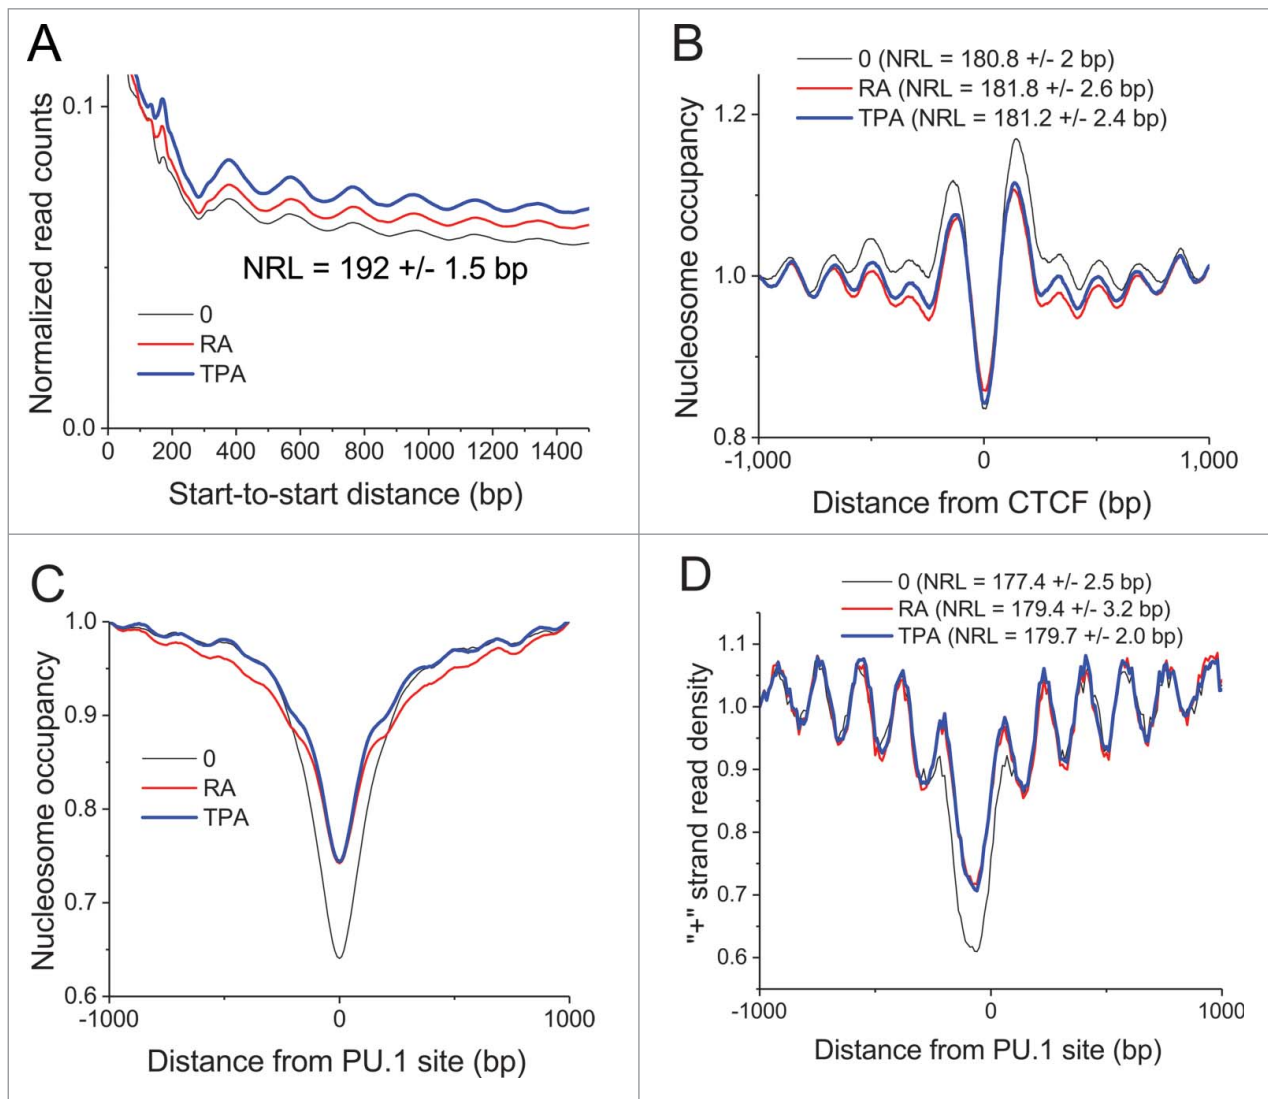 A
Normalized read counts
0.1
0.0
NRL = 192 +/- 1.5 bp
0
RA
TPA
0 200 400 600 800 1000 1200 1400
Start-to-start distance (bp)
B
0 (NRL = 180.8 +/- 2 bp)
RA (NRL = 181.8 +/- 2.6 bp)
TPA (NRL = 181.2 +/- 2.4 bp)
Nucleosome occupancy
1.2
1.0
0.8
-1,000 0 1,000
Distance from CTCF (bp)
C
Nucleosome occupancy
1.0
0.9
0.8
0.7
0.6
0
RA
TPA
-1000 0 1000
Distance from PU.1 site (bp)
D
0 (NRL = 177.4 +/- 2.5 bp)
RA (NRL = 179.4 +/- 3.2 bp)
TPA (NRL = 179.7 +/- 2.0 bp)
"+" strand read density
1.1
1.0
0.9
0.8
0.7
0.6
-1000 0 1000
Distance from PU.1 site (bp)